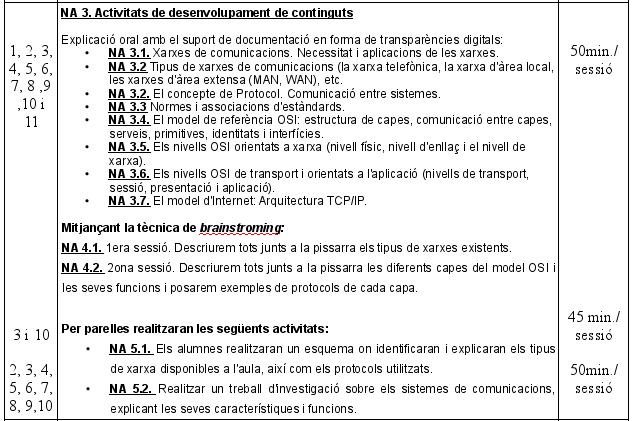 NA 3. Activitats de desenvolupament de continguts
Explicació oral amb el suport de documentació en forma de transparències digitals:
1, 2, 3,
4, 5, 6,
7, 8 ,9
,10 i
11
50min./
sessió
• NA 3.1. Xarxes de comunicacions. Necessitat i aplicacions de les xarxes.
• NA 3.2 Tipus de xarxes de comunicacions (la xarxa telefònica, la xarxa d'àrea local,
les xarxes d'àrea extensa (MAN, WAN), etc.
• NA 3.2. El concepte de Protocol. Comunicació entre sistemes.
• NA 3.3 Normes i associacions d'estàndards.
• NA 3.4. El model de referència OSI: estructura de capes, comunicació entre capes,
serveis, primitives, identitats i interfícies.
• NA 3.5. Els nivells OSI orientats a xarxa (nivell físic, nivell d'enllaç i el nivell de
xarxa).
• NA 3.6. Els nivells OSI de transport i orientats a l'aplicació (nivells de transport,
sessió, presentació i aplicació).
• NA 3.7. El model d'Internet: Arquitectura TCP/IP.
Mitjançant la tècnica de brainstroming:
NA 4.1. 1era sessió. Descriurem tots junts a la pissarra els tipus de xarxes existents.
NA 4.2. 2ona sessió. Descriurem tots junts a la pissarra les diferents capes del model OSI i
les seves funcions i posarem exemples de protocols de cada capa.
Per parelles realitzaran les següents activitats:
3 i 10
45 min./
sessió
• NA 5.1. Els alumnes realitzaran un esquema on identificaran i explicaran els tipus
de xarxa disponibles a l'aula, així com els protocols utilitzats.
2, 3, 4,
5, 6, 7,
8, 9,10
50min./
sessió
• NA 5.2. Realitzar un treball d'investigació sobre els sistemes de comunicacions,
explicant les seves característiques i funcions.